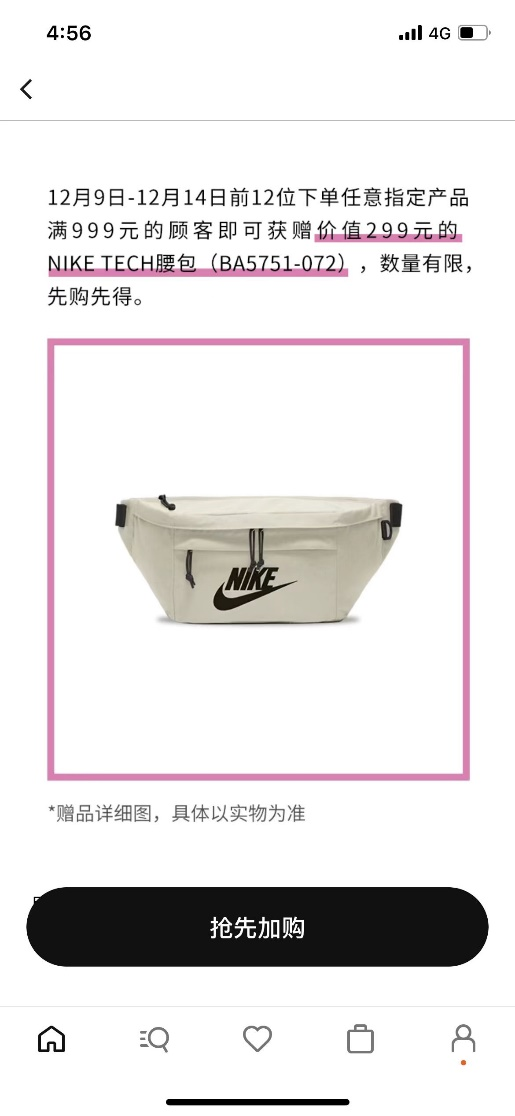 4:56
4G
12月9日-12月14日前12位下单任意指定产品
满999元的顾客即可获赠价值299元的
NIKE TECH腰包（BA5751-072），数量有限，
先购先得。
NIKE
*赠品详细图，具体以实物为准
抢先加购